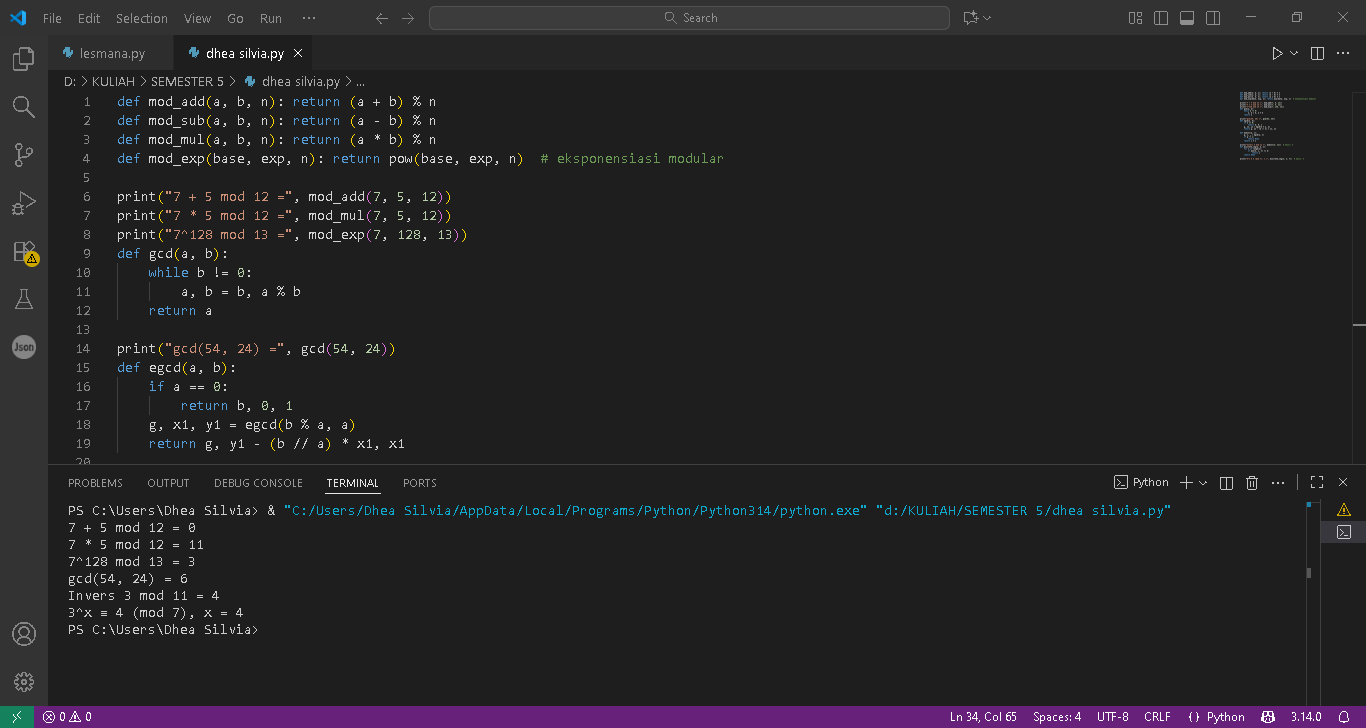 File Edit Selection View Go Run ···
Search
lesmana.py dhea silvia.py
D: > KULIAH > SEMESTER 5 > dhea silvia.py > ...
1 def mod_add(a, b, n): return (a + b) % n
2 def mod_sub(a, b, n): return (a - b) % n
3 def mod_mul(a, b, n): return (a * b) % n
4 def mod_exp(base, exp, n): return pow(base, exp, n)  # eksponensiasi modular
5
6 print("7 + 5 mod 12 =", mod_add(7, 5, 12))
7 print("7 * 5 mod 12 =", mod_mul(7, 5, 12))
8 print("7^128 mod 13 =", mod_exp(7, 128, 13))
9 def gcd(a, b):
10     while b != 0:
11         a, b = b, a % b
12     return a
13
14 print("gcd(54, 24) =", gcd(54, 24))
15 def egcd(a, b):
16     if a == 0:
17         return b, 0, 1
18     g, x1, y1 = egcd(b % a, a)
19     return g, y1 - (b // a) * x1, x1
20
Json
PROBLEMS OUTPUT DEBUG CONSOLE TERMINAL PORTS
Python
PS C:\Users\Dhea Silvia> & "C:/Users/Dhea Silvia/AppData/Local/Programs/Python/Python314/python.exe" "d:/KULIAH/SEMESTER 5/dhea silvia.py"
7 + 5 mod 12 = 0
7 * 5 mod 12 = 11
7^128 mod 13 = 3
gcd(54, 24) = 6
Invers 3 mod 11 = 4
3^x ≡ 4 (mod 7), x = 4
PS C:\Users\Dhea Silvia>
0 0 Ln 34, Col 65 Spaces: 4 UTF-8 CRLF {} Python 3.14.0